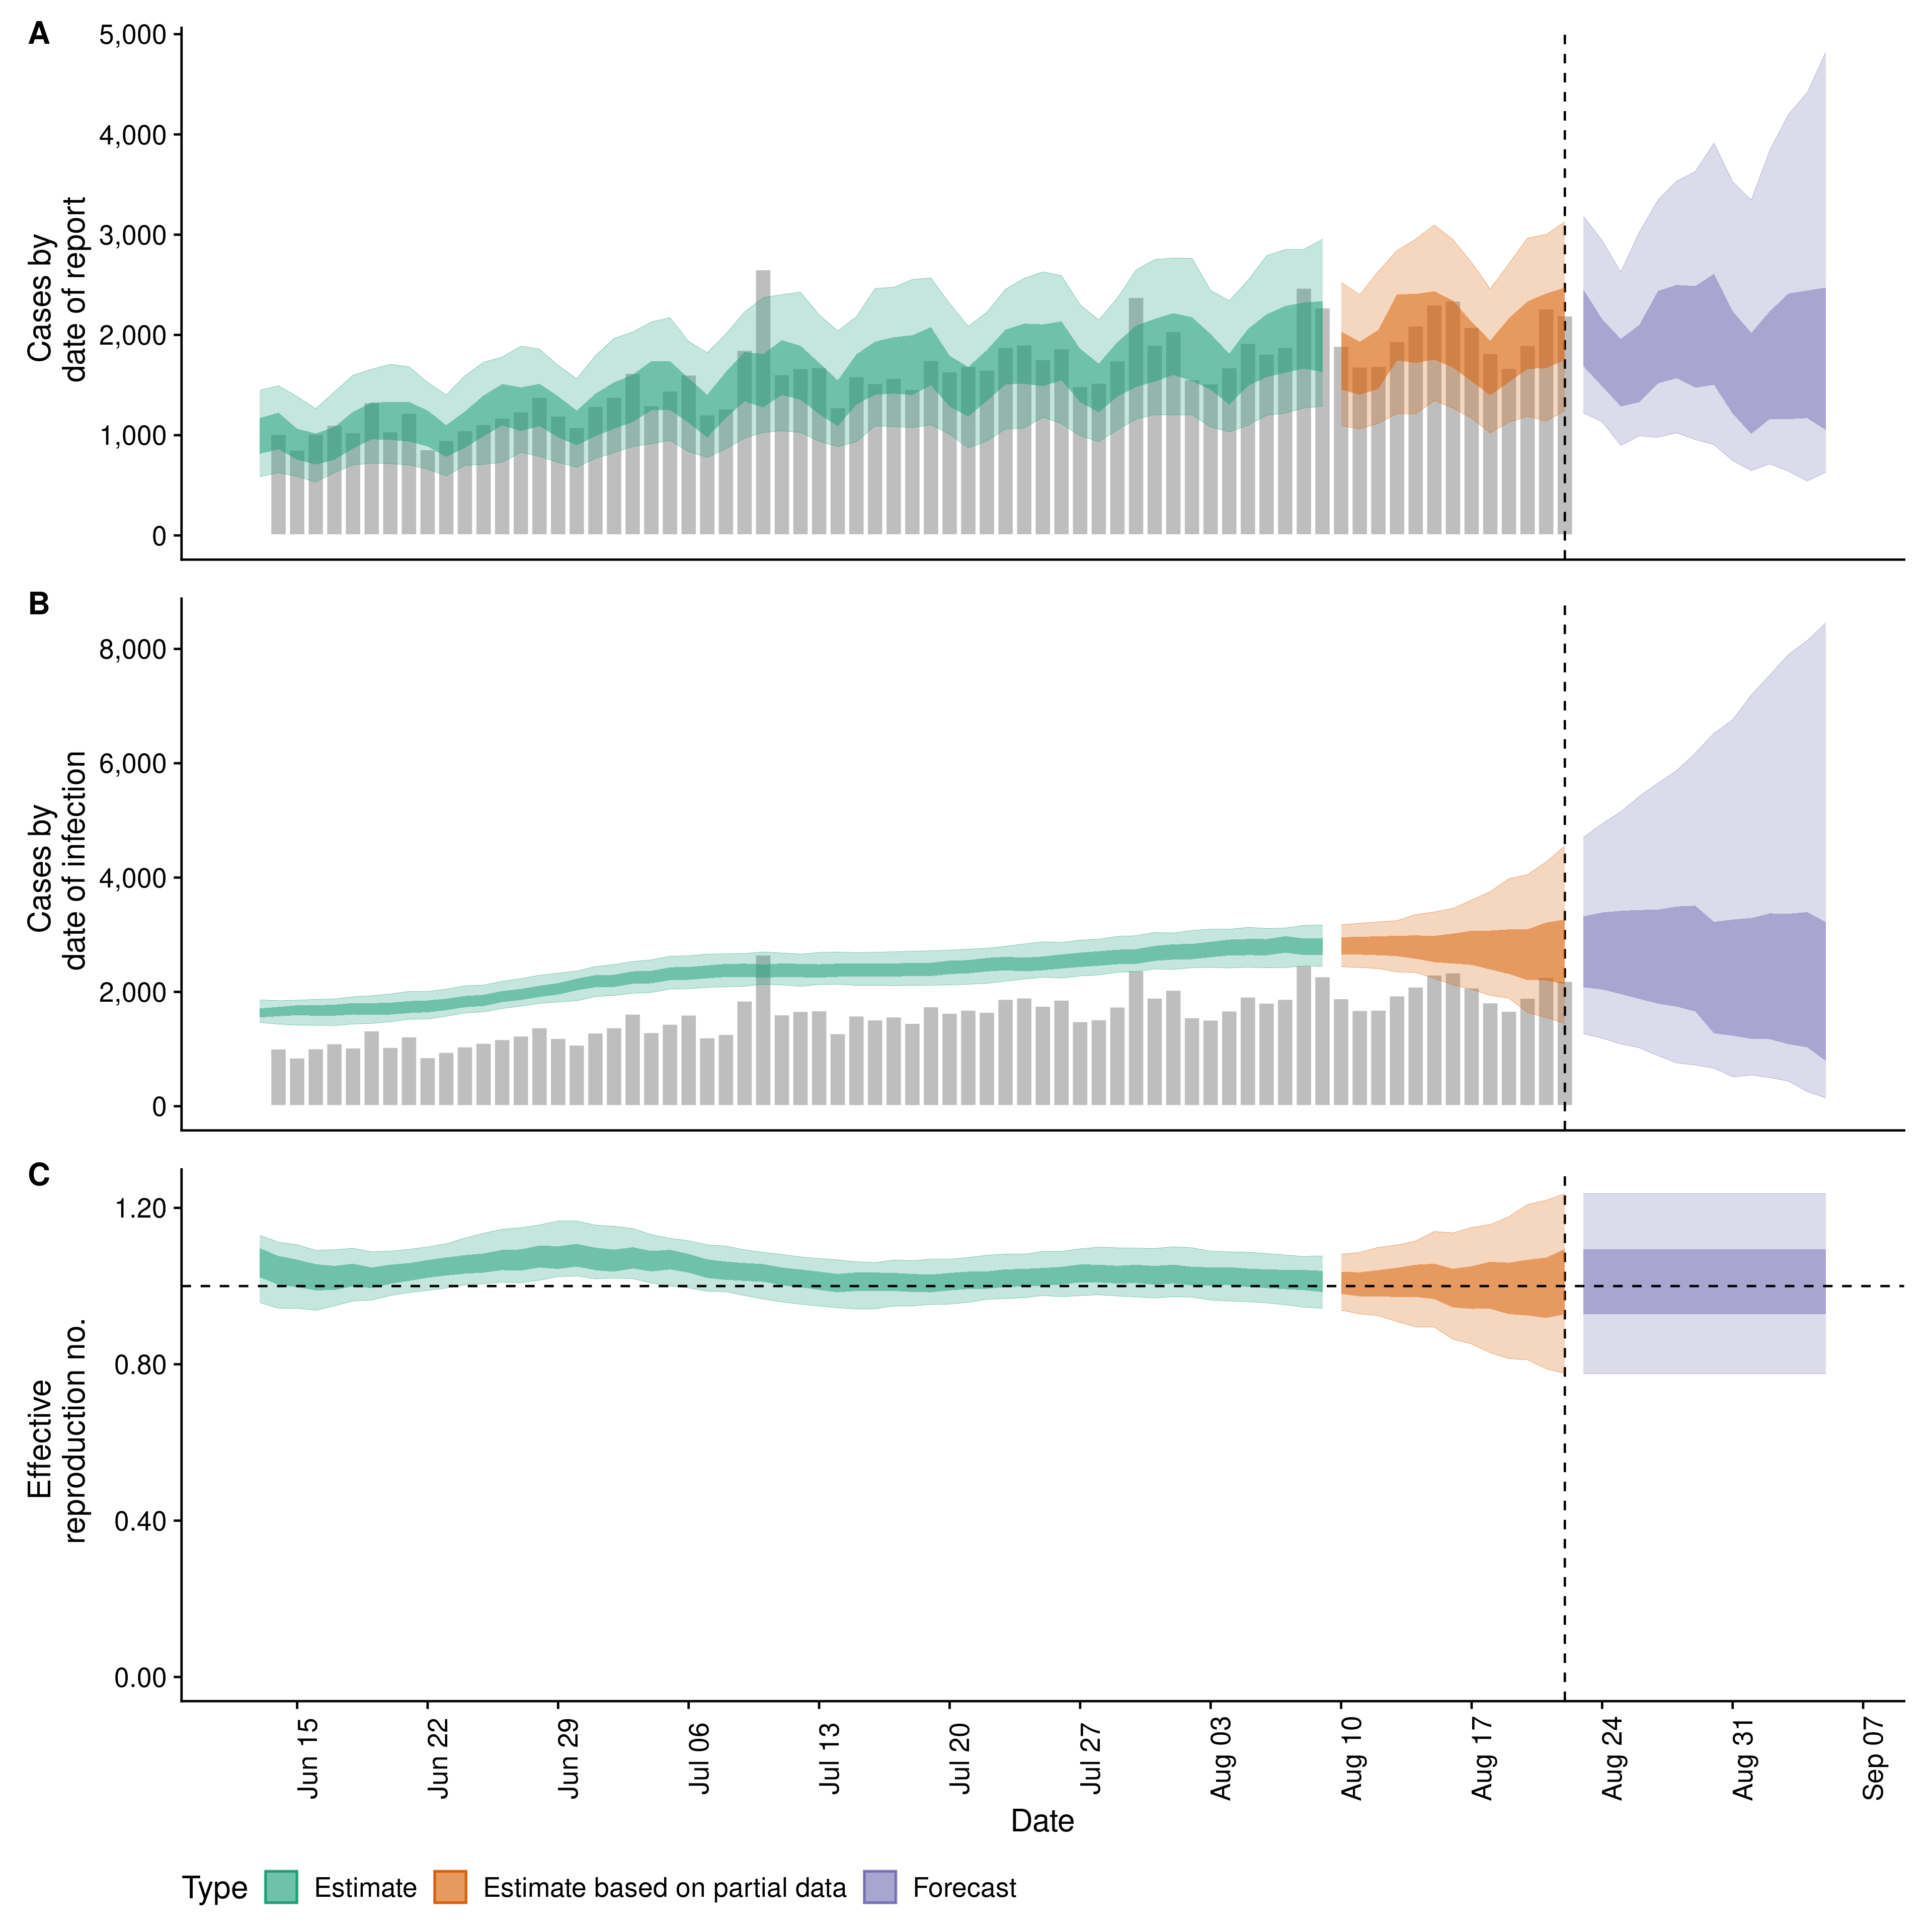 A
Cases by
date of report
5,000
4,000
3,000
2,000
1,000
0
B
Cases by
date of infection
8,000
6,000
4,000
2,000
0
C
Effective
reproduction no.
1.20
0.80
0.40
0.00
Jun 15
Jun 22
Jun 29
Jul 06
Jul 13
Jul 20
Jul 27
Aug 03
Aug 10
Aug 17
Aug 24
Aug 31
Sep 07
Date
Type Estimate Estimate based on partial data Forecast